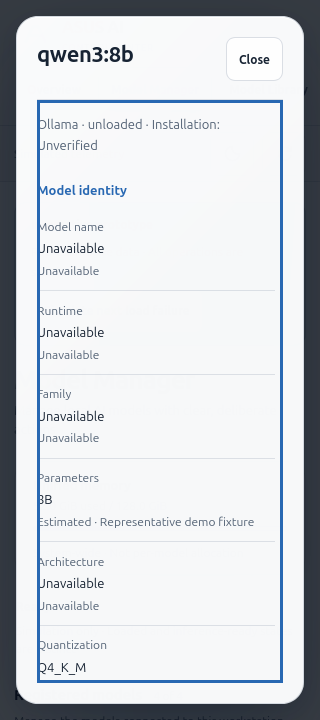 qwen3:8b
Close
Ollama · unloaded · Installation:
Unverified
Model identity
Model name
Unavailable
Unavailable
Runtime
Unavailable
Unavailable
Family
Unavailable
Unavailable
Parameters
8B
Estimated · Representative demo fixture
Architecture
Unavailable
Unavailable
Quantization
Q4_K_M